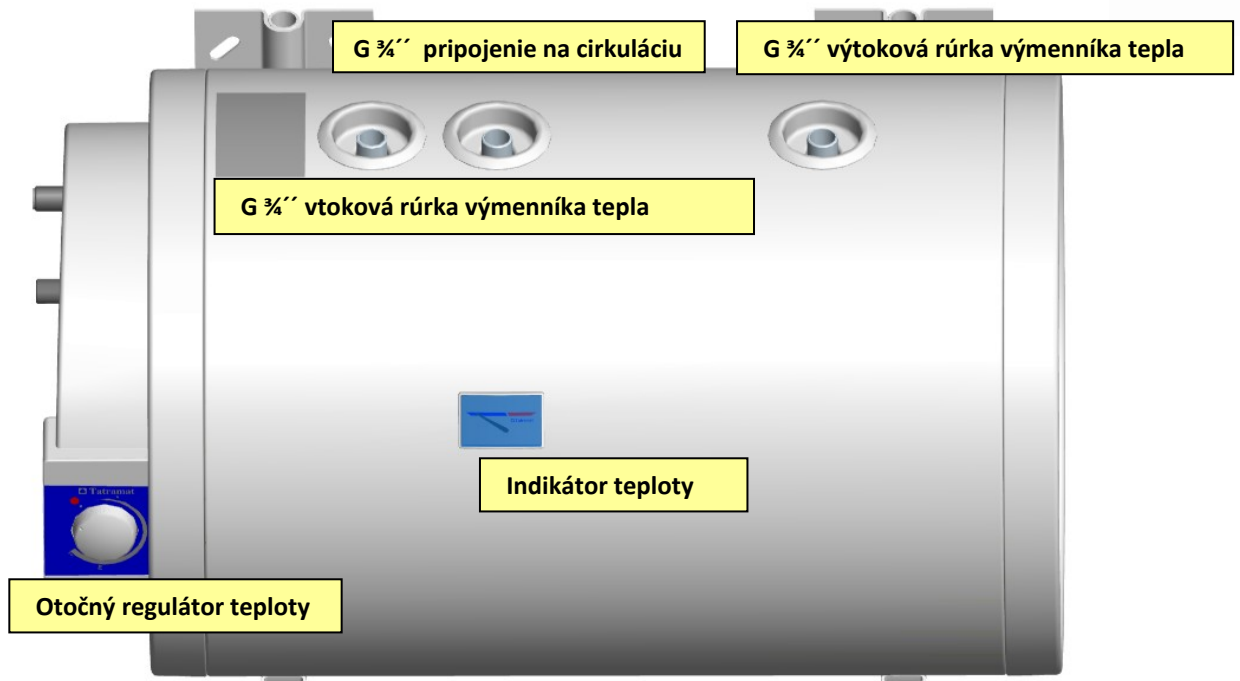 G ¾´´ pripojenie na cirkuláciu
G ¾´´ výtoková rúrka výmenníka tepla
G ¾´´ vtoková rúrka výmenníka tepla
Indikátor teploty
Tatramat
Otočný regulátor teploty